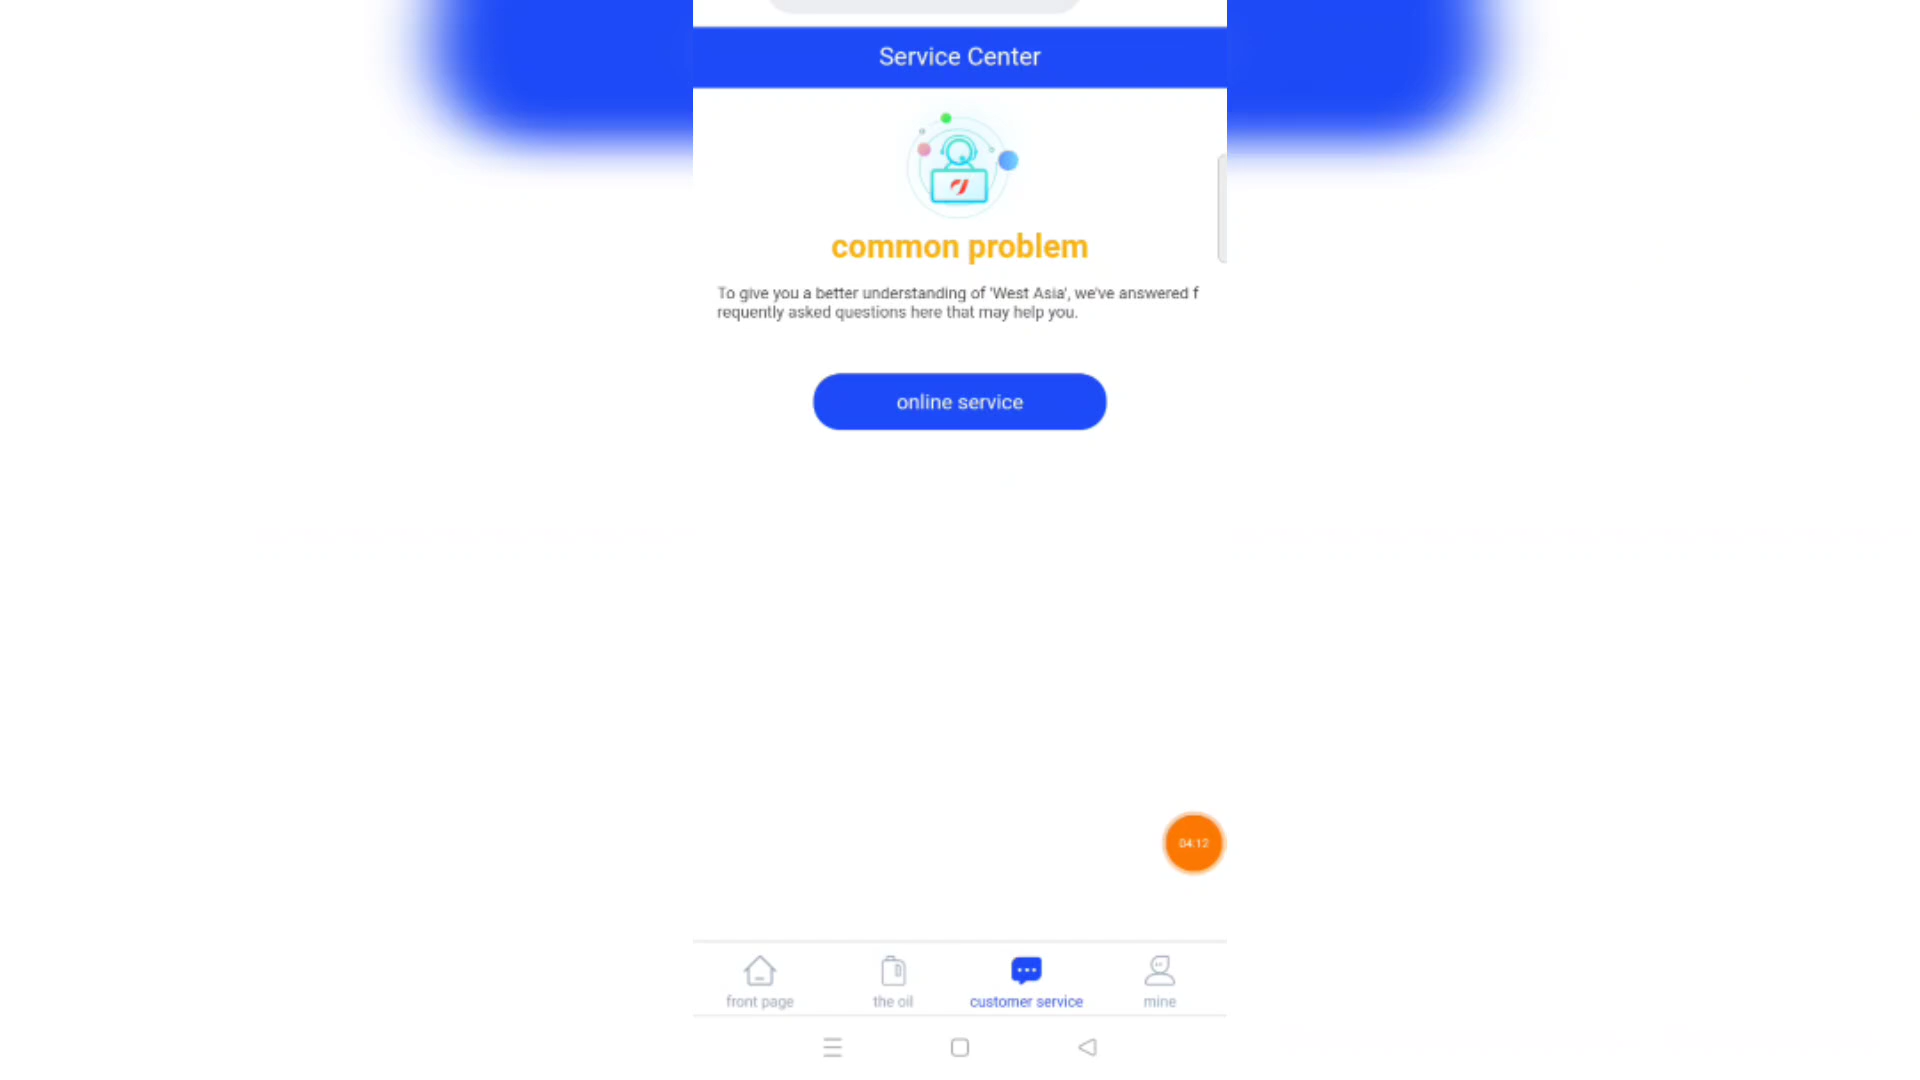 Service Center
common problem
To give you a better understanding of 'West Asia', we've answered f
requently asked questions here that may help you.
online service
04:12
front page
the oil
customer service
mine